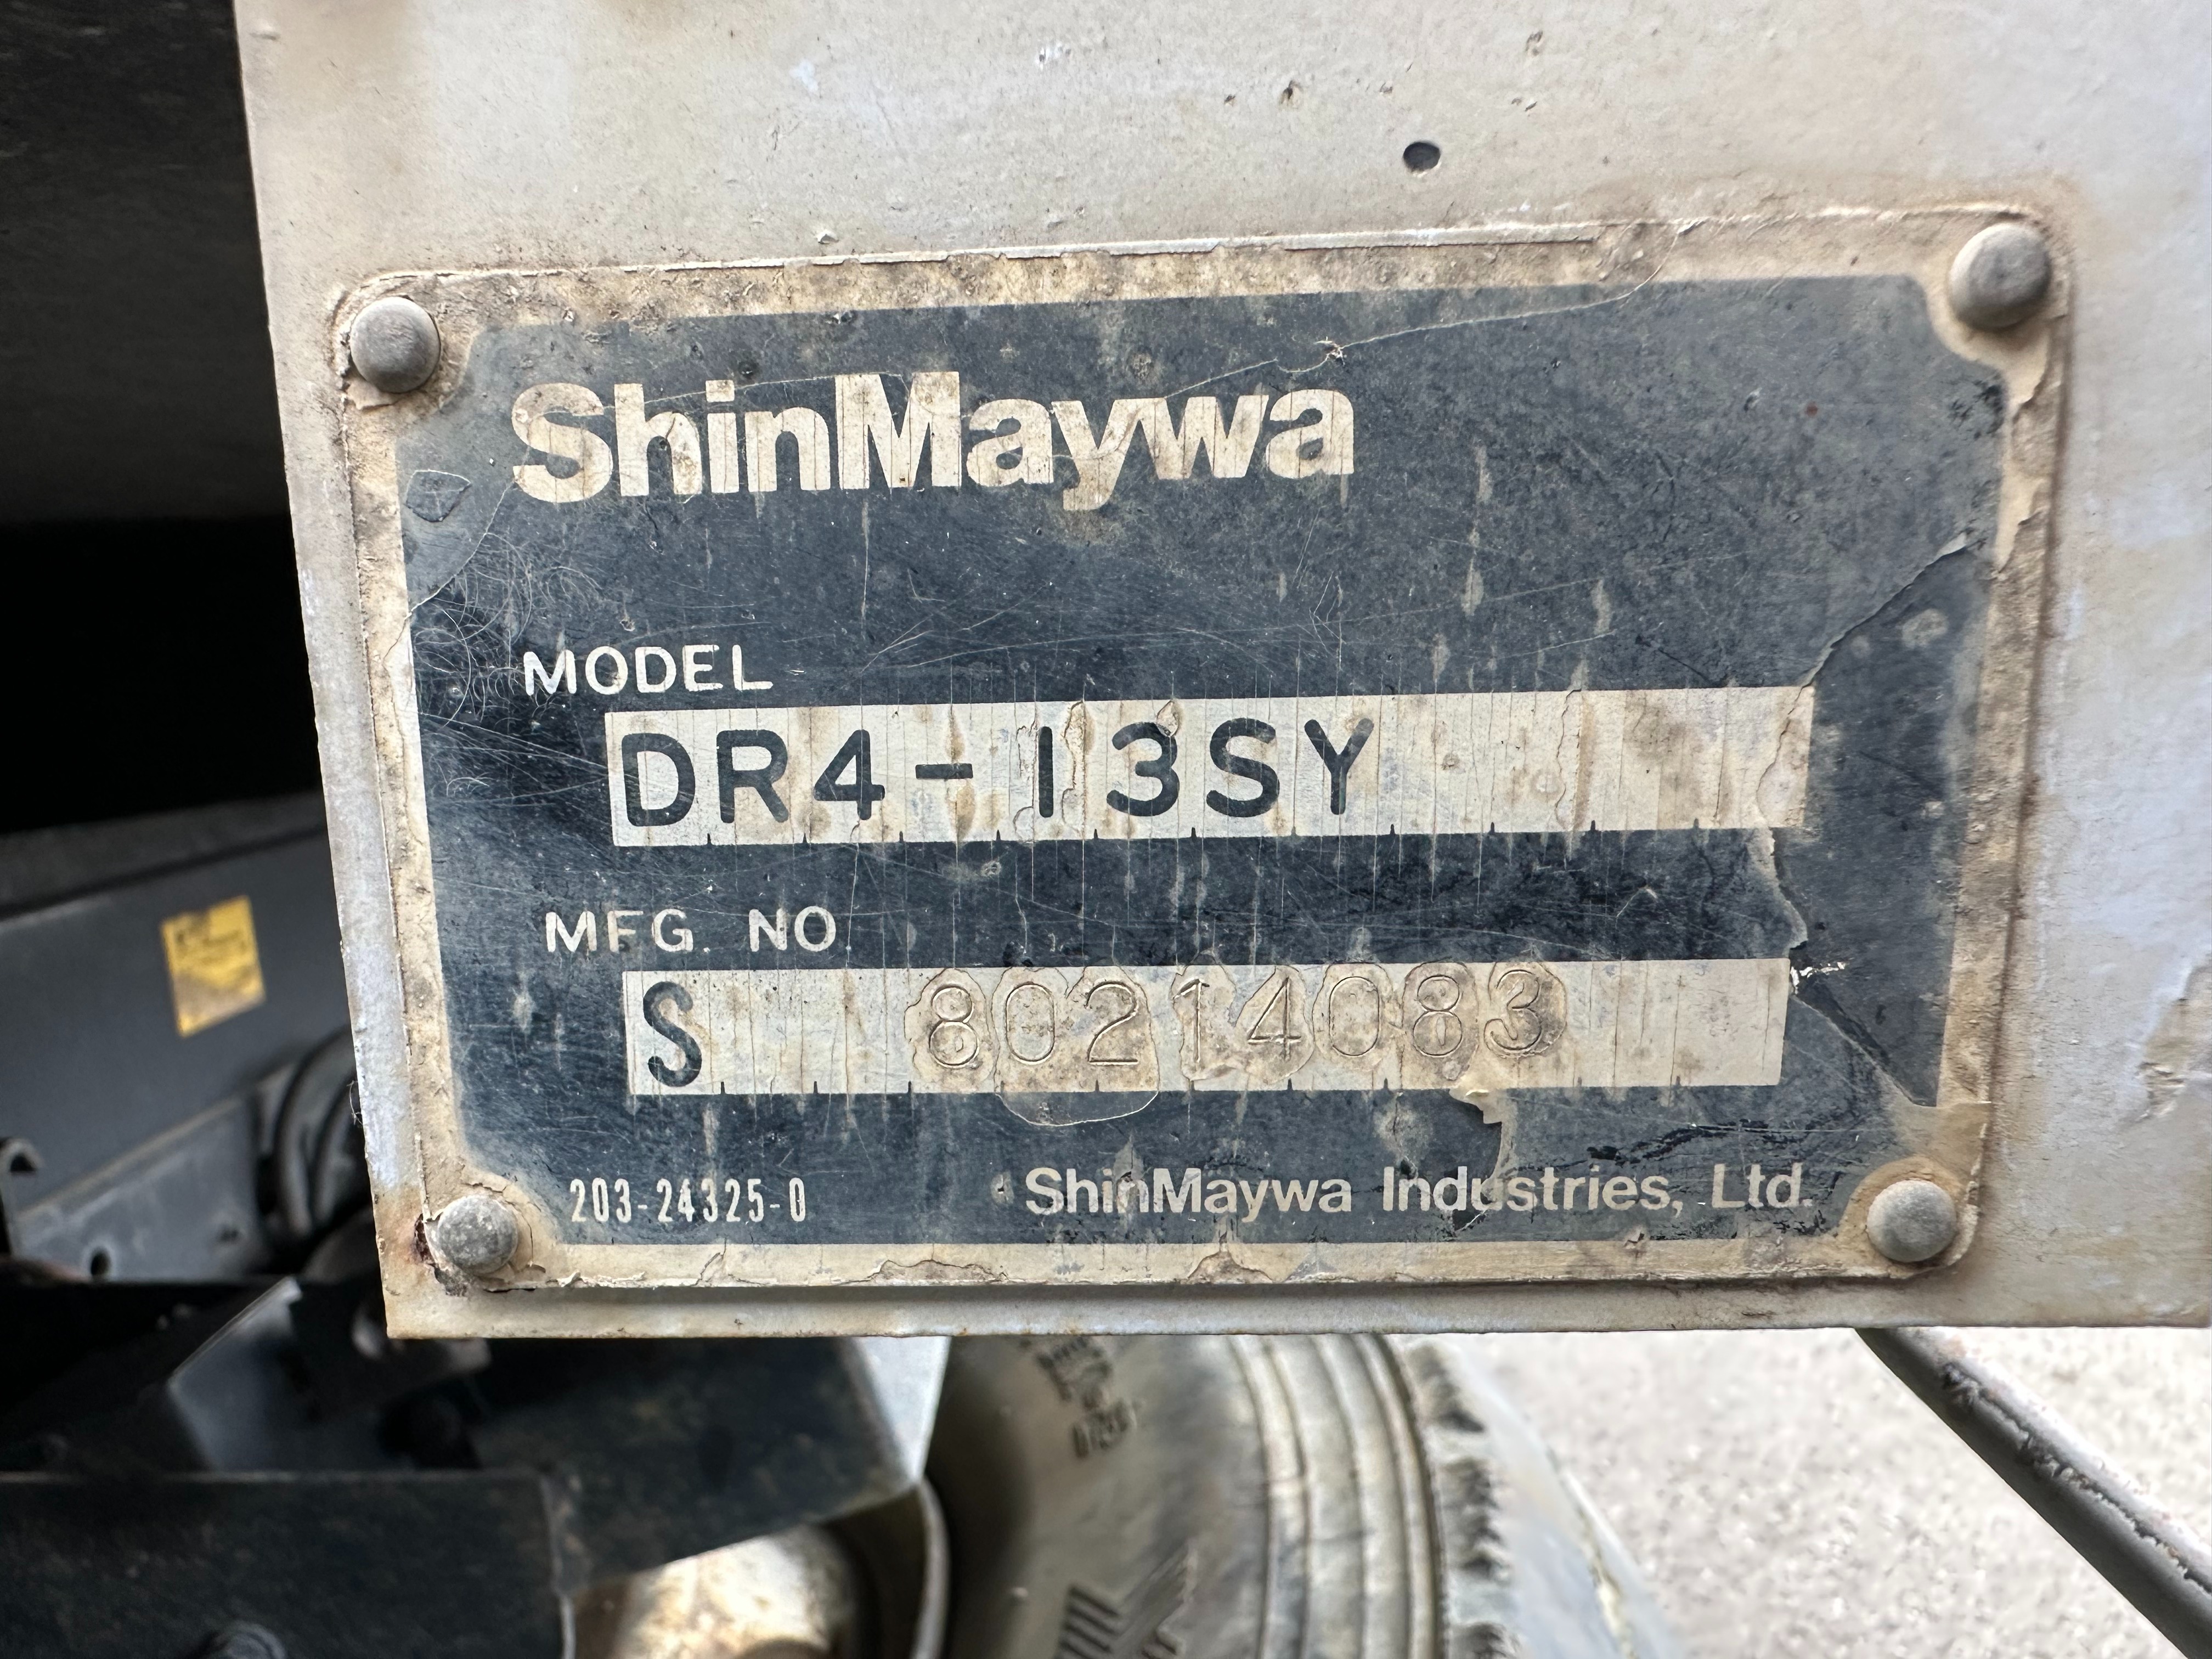 ShinMaywa
MODEL
DR4-13SY
MFG. NO
S 80214083
203-24325-0 ShinMaywa Industries, Ltd.